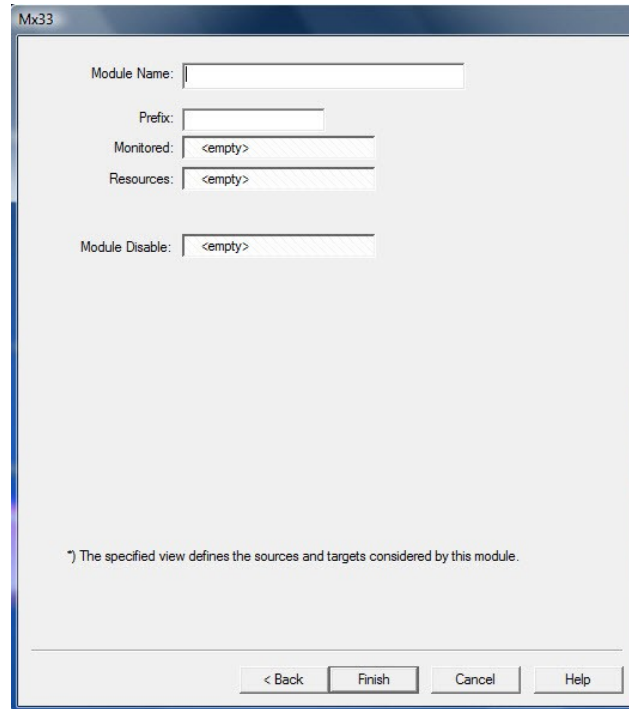 Mx33
Module Name:
Prefix:
Monitored: <empty>
Resources: <empty>
Module Disable: <empty>
*) The specified view defines the sources and targets considered by this module.
< Back Finish Cancel Help